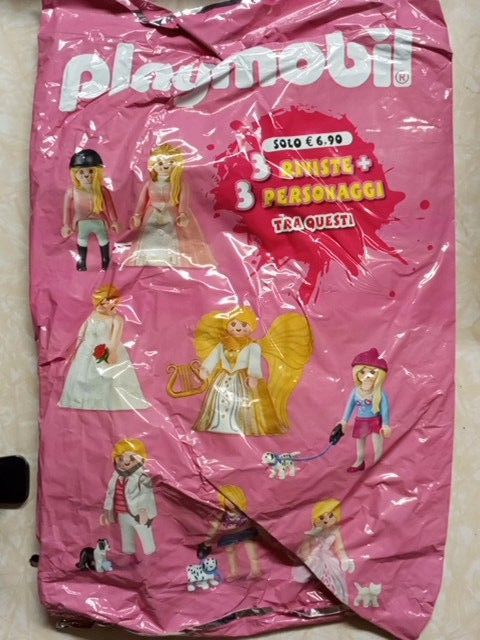 playmobil®
SOLO € 6.90
3 RIVISTE +
3 PERSONAGGI
TRA QUESTI